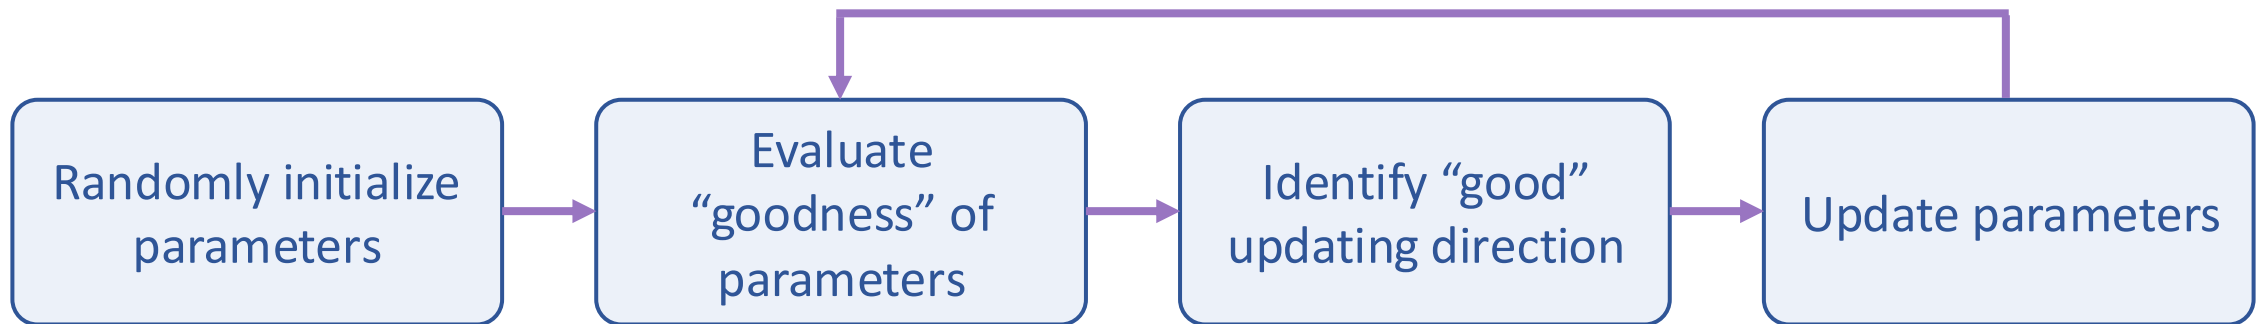 Randomly initialize
parameters
Evaluate
“goodness” of
parameters
Identify “good”
updating direction
Update parameters